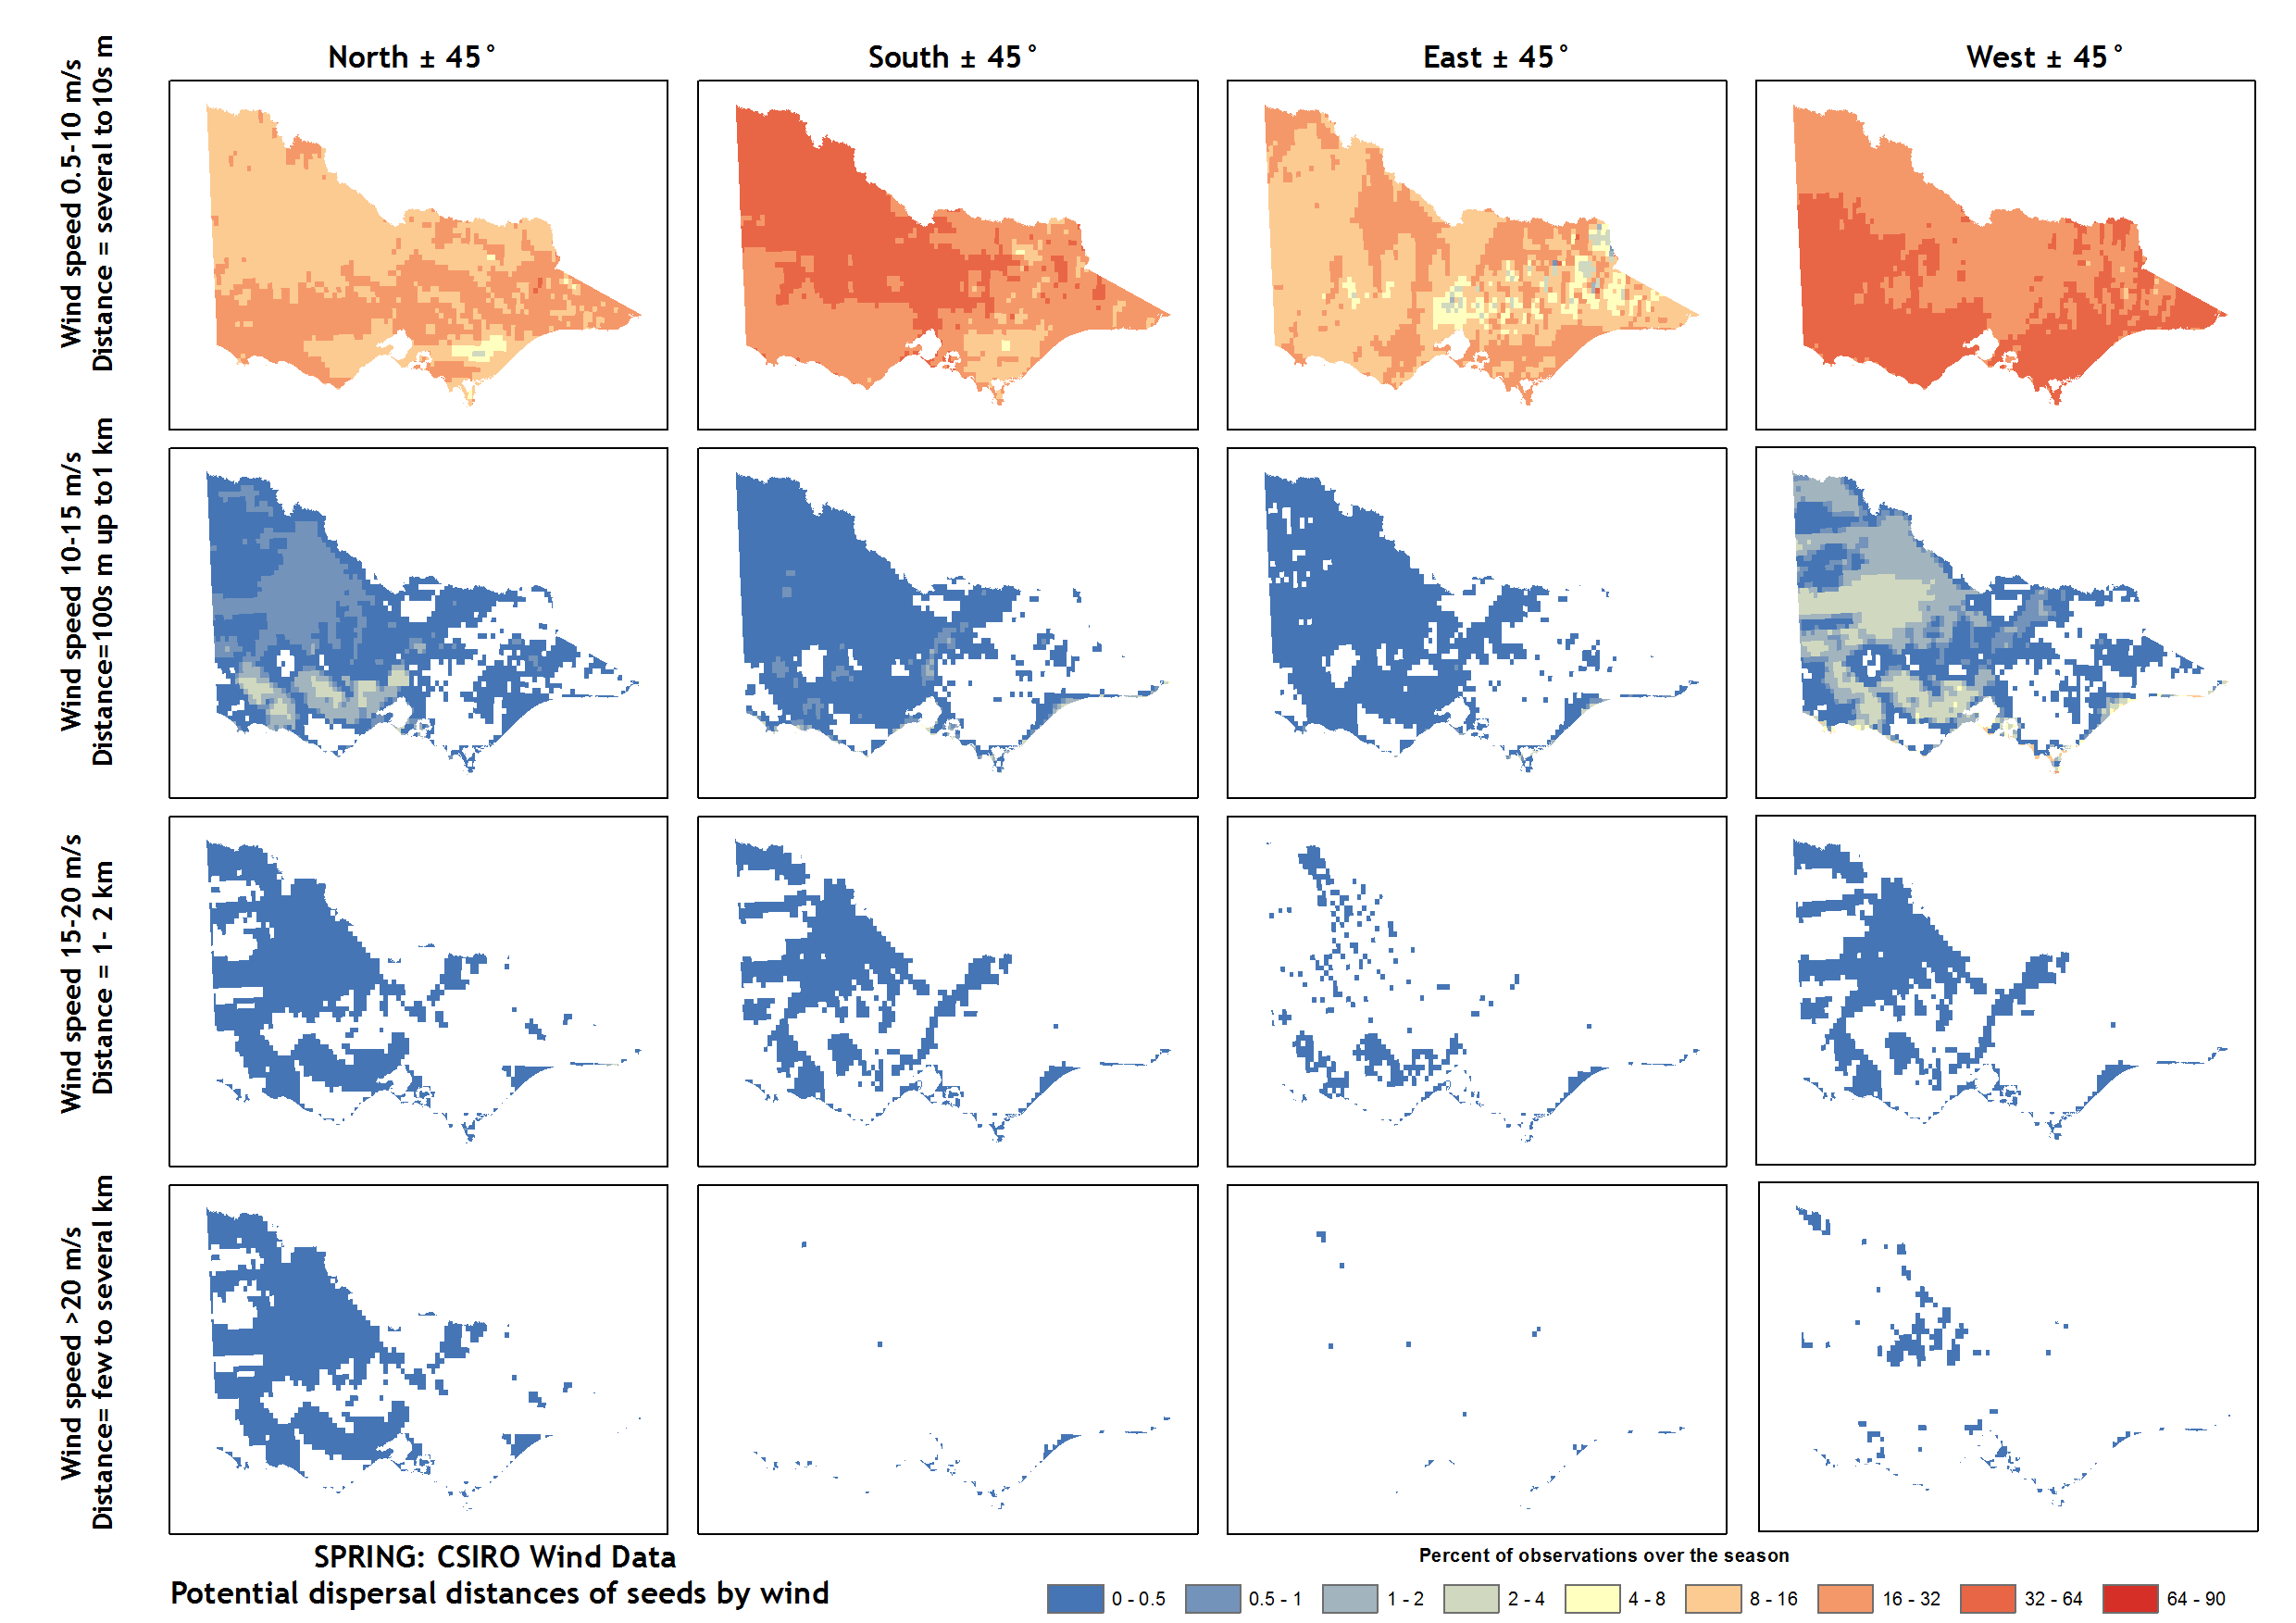 North ± 45°
South ± 45°
East ± 45°
West ± 45°
Wind speed 0.5-10 m/s
Distance = several to10s m
Wind speed 10-15 m/s
Distance=100s m up to1 km
Wind speed 15-20 m/s
Distance = 1- 2 km
Wind speed >20 m/s
Distance= few to several km
SPRING: CSIRO Wind Data
Potential dispersal distances of seeds by wind
Percent of observations over the season
0 - 0.5
0.5 - 1
1 - 2
2 - 4
4 - 8
8 - 16
16 - 32
32 - 64
64 - 90